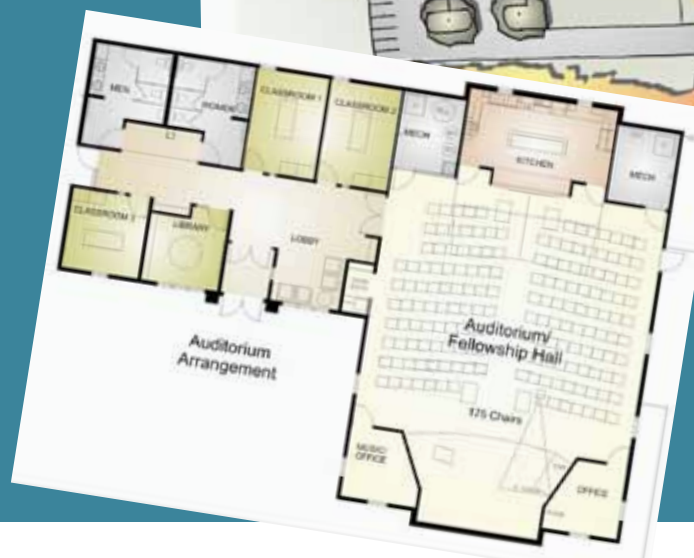 MEN
WOMEN
CLASSROOM 1
CLASSROOM 2
MECH
KITCHEN
MECH
CLASSROOM 3
LIBRARY
LOBBY
Auditorium
Arrangement
Auditorium/
Fellowship Hall
175 Chairs
MUSIC/
OFFICE
OFFICE